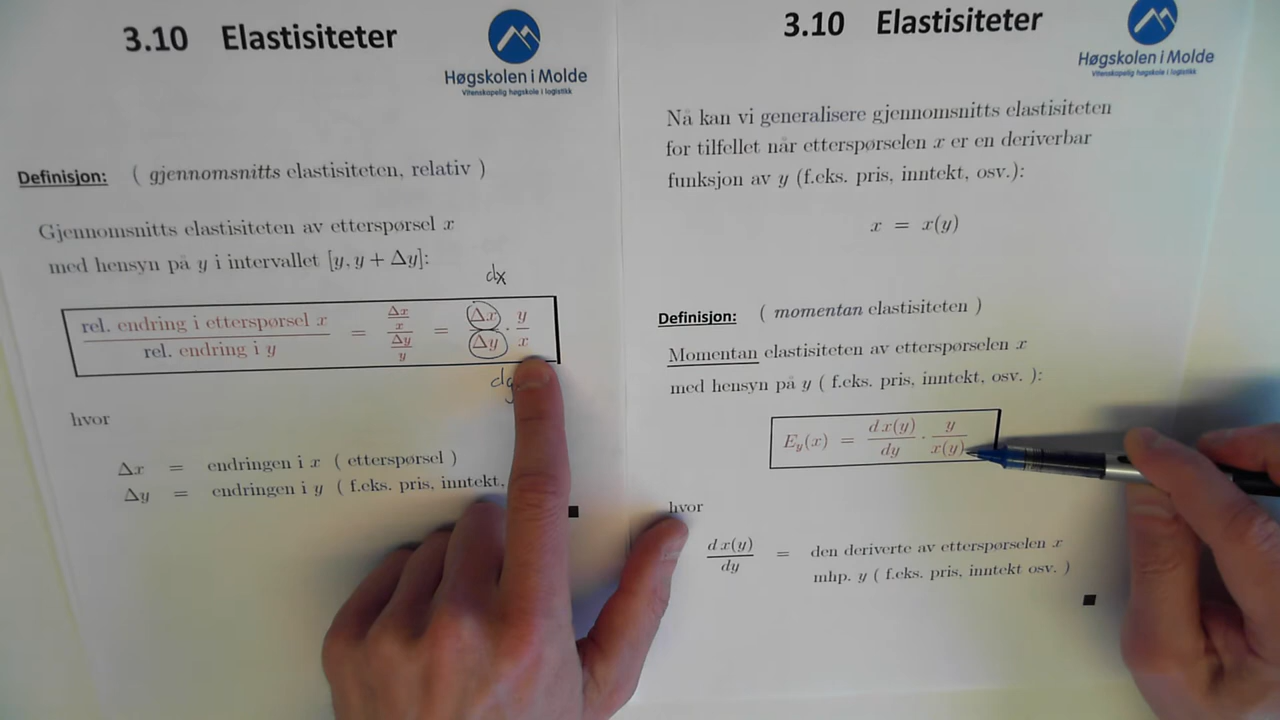 3.10 Elastisiteter
Høgskolen i Molde
Vitenskapelig høgskole i logistikk
Definisjon: ( gjennomsnitts elastisiteten, relativ )
Gjennomsnitts elastisiteten av etterspørsel x
med hensyn på y i intervallet [y, y + Δy]:
dx
rel. endring i etterspørsel x / rel. endring i y = (Δx/x) / (Δy/y) = Δx/Δy · y/x
hvor
Δx = endringen i x ( etterspørsel )
Δy = endringen i y ( f.eks. pris, inntekt,
3.10 Elastisiteter
Høgskolen i Molde
Vitenskapelig høgskole i logistikk
Nå kan vi generalisere gjennomsnitts elastisiteten
for tilfellet når etterspørselen x er en deriverbar
funksjon av y (f.eks. pris, inntekt, osv.):
x = x(y)
Definisjon: ( momentan elastisiteten )
Momentan elastisiteten av etterspørselen x
med hensyn på y ( f.eks. pris, inntekt, osv. ):
E_y(x) = dx(y)/dy · y/x(y)
hvor
dx(y)/dy = den deriverte av etterspørselen x
mhp. y ( f.eks. pris, inntekt osv. )